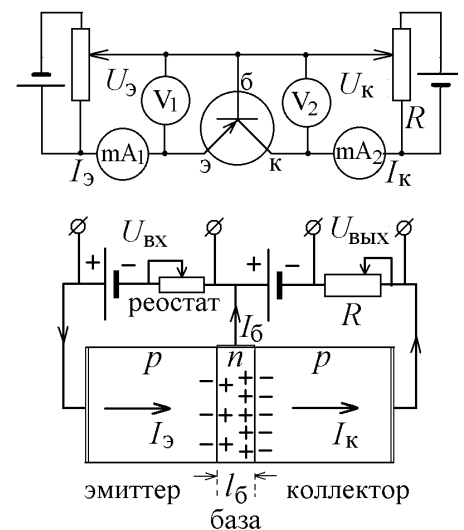 б
Uэ V1 V2 Uк
э к R
mA1 mA2
Iэ Iк
Uвх Uвых
+ - + -
реостат Iб R
p n p
Iэ Iк
эмиттер lб коллектор
база